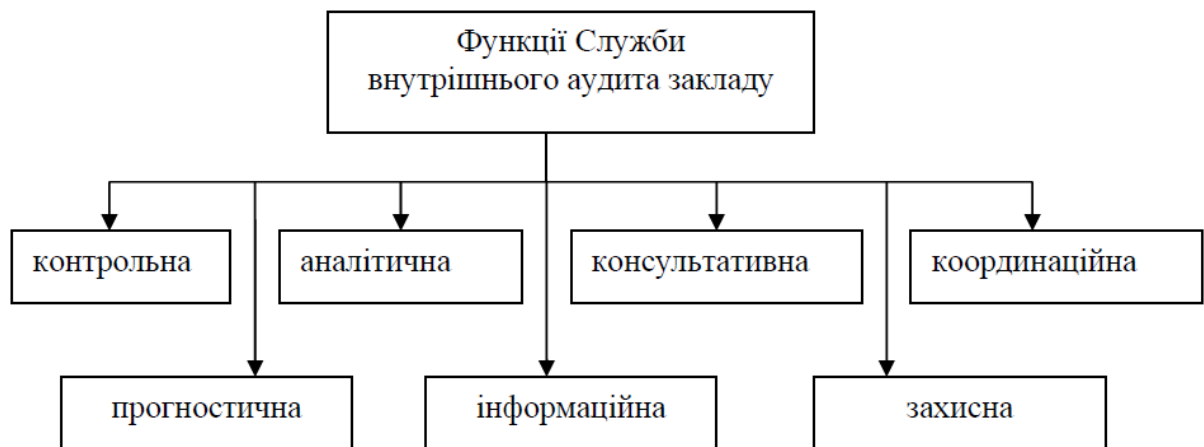 Функції Служби
внутрішнього аудита закладу
контрольна
аналітична
консультативна
координаційна
прогностична
інформаційна
захисна